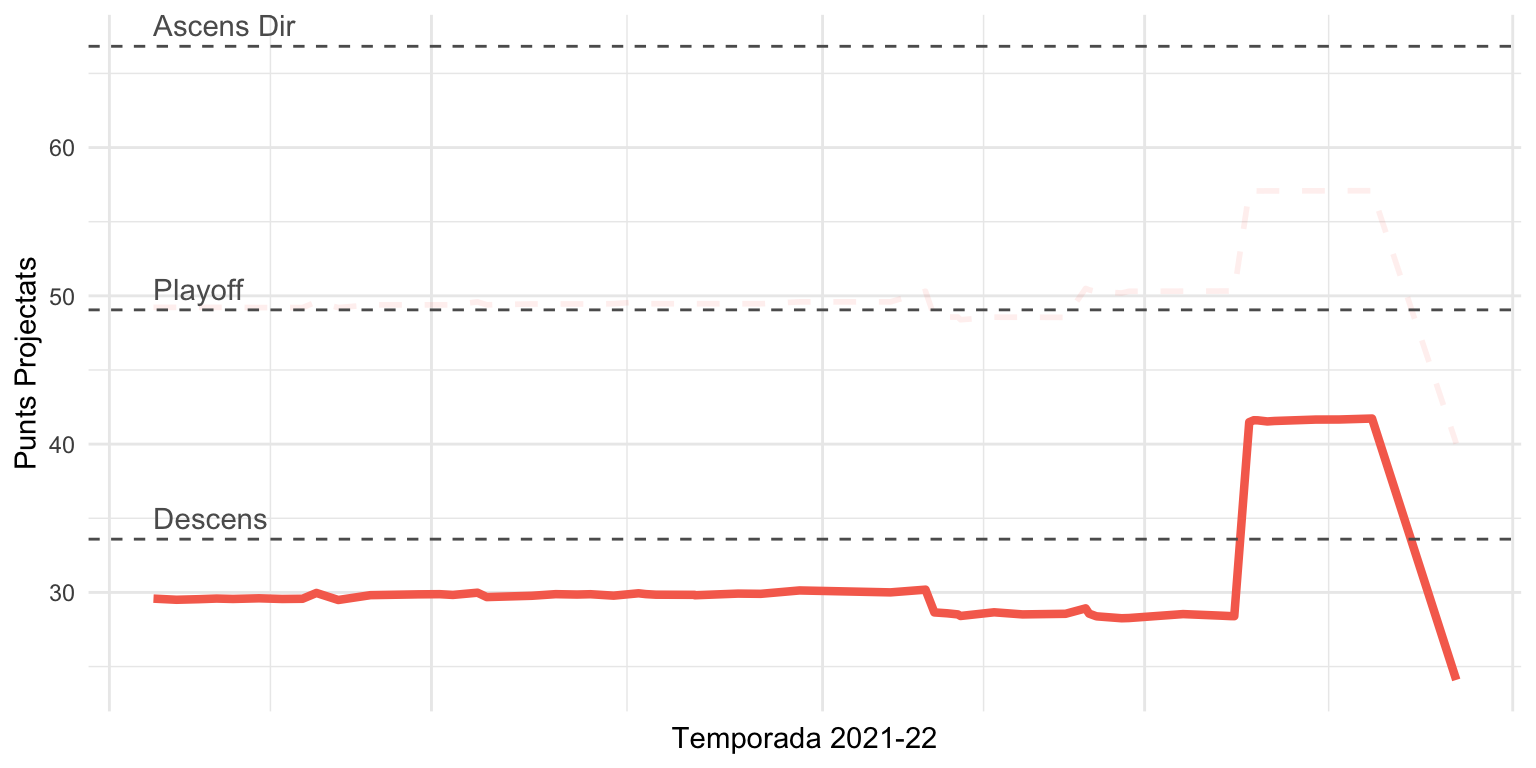 Ascens Dir
60
Playoff
50
Punts Projectats
40
Descens
30
Temporada 2021-22